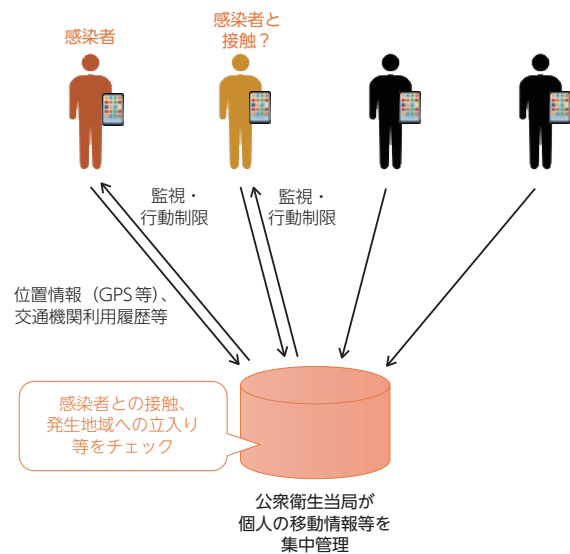 感染者
感染者と
接触？
監視・
行動制限
監視・
行動制限
位置情報（GPS等）、
交通機関利用履歴等
感染者との接触、
発生地域への立入り
等をチェック
公衆衛生当局が
個人の移動情報等を
集中管理